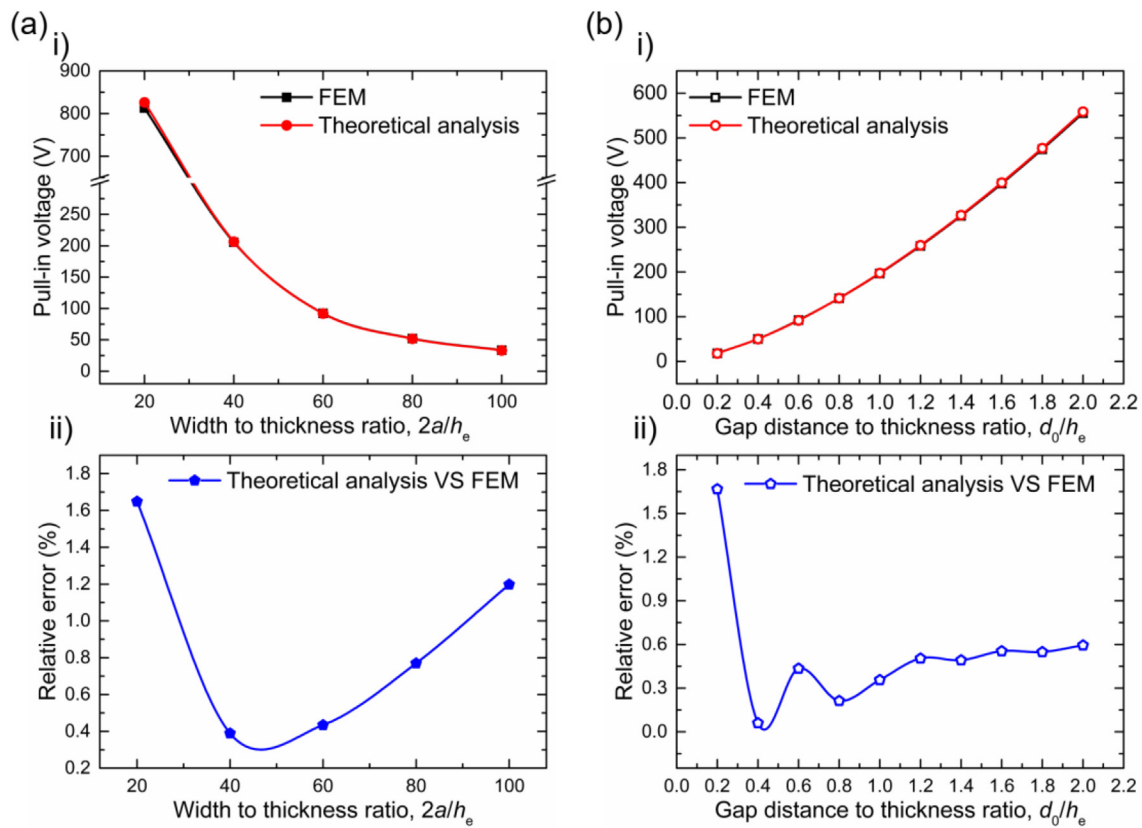 (a)
i)
900
800
700
250
200
150
100
50
0
Pull-in voltage (V)
FEM
Theoretical analysis
20 40 60 80 100
Width to thickness ratio, 2a/hₑ
(b)
i)
600
500
400
300
200
100
0
Pull-in voltage (V)
FEM
Theoretical analysis
0.0 0.2 0.4 0.6 0.8 1.0 1.2 1.4 1.6 1.8 2.0 2.2
Gap distance to thickness ratio, d₀/hₑ
ii)
1.8
1.6
1.4
1.2
1.0
0.8
0.6
0.4
0.2
Relative error (%)
Theoretical analysis VS FEM
20 40 60 80 100
Width to thickness ratio, 2a/hₑ
ii)
1.8
1.5
1.2
0.9
0.6
0.3
0.0
Relative error (%)
Theoretical analysis VS FEM
0.0 0.2 0.4 0.6 0.8 1.0 1.2 1.4 1.6 1.8 2.0 2.2
Gap distance to thickness ratio, d₀/hₑ